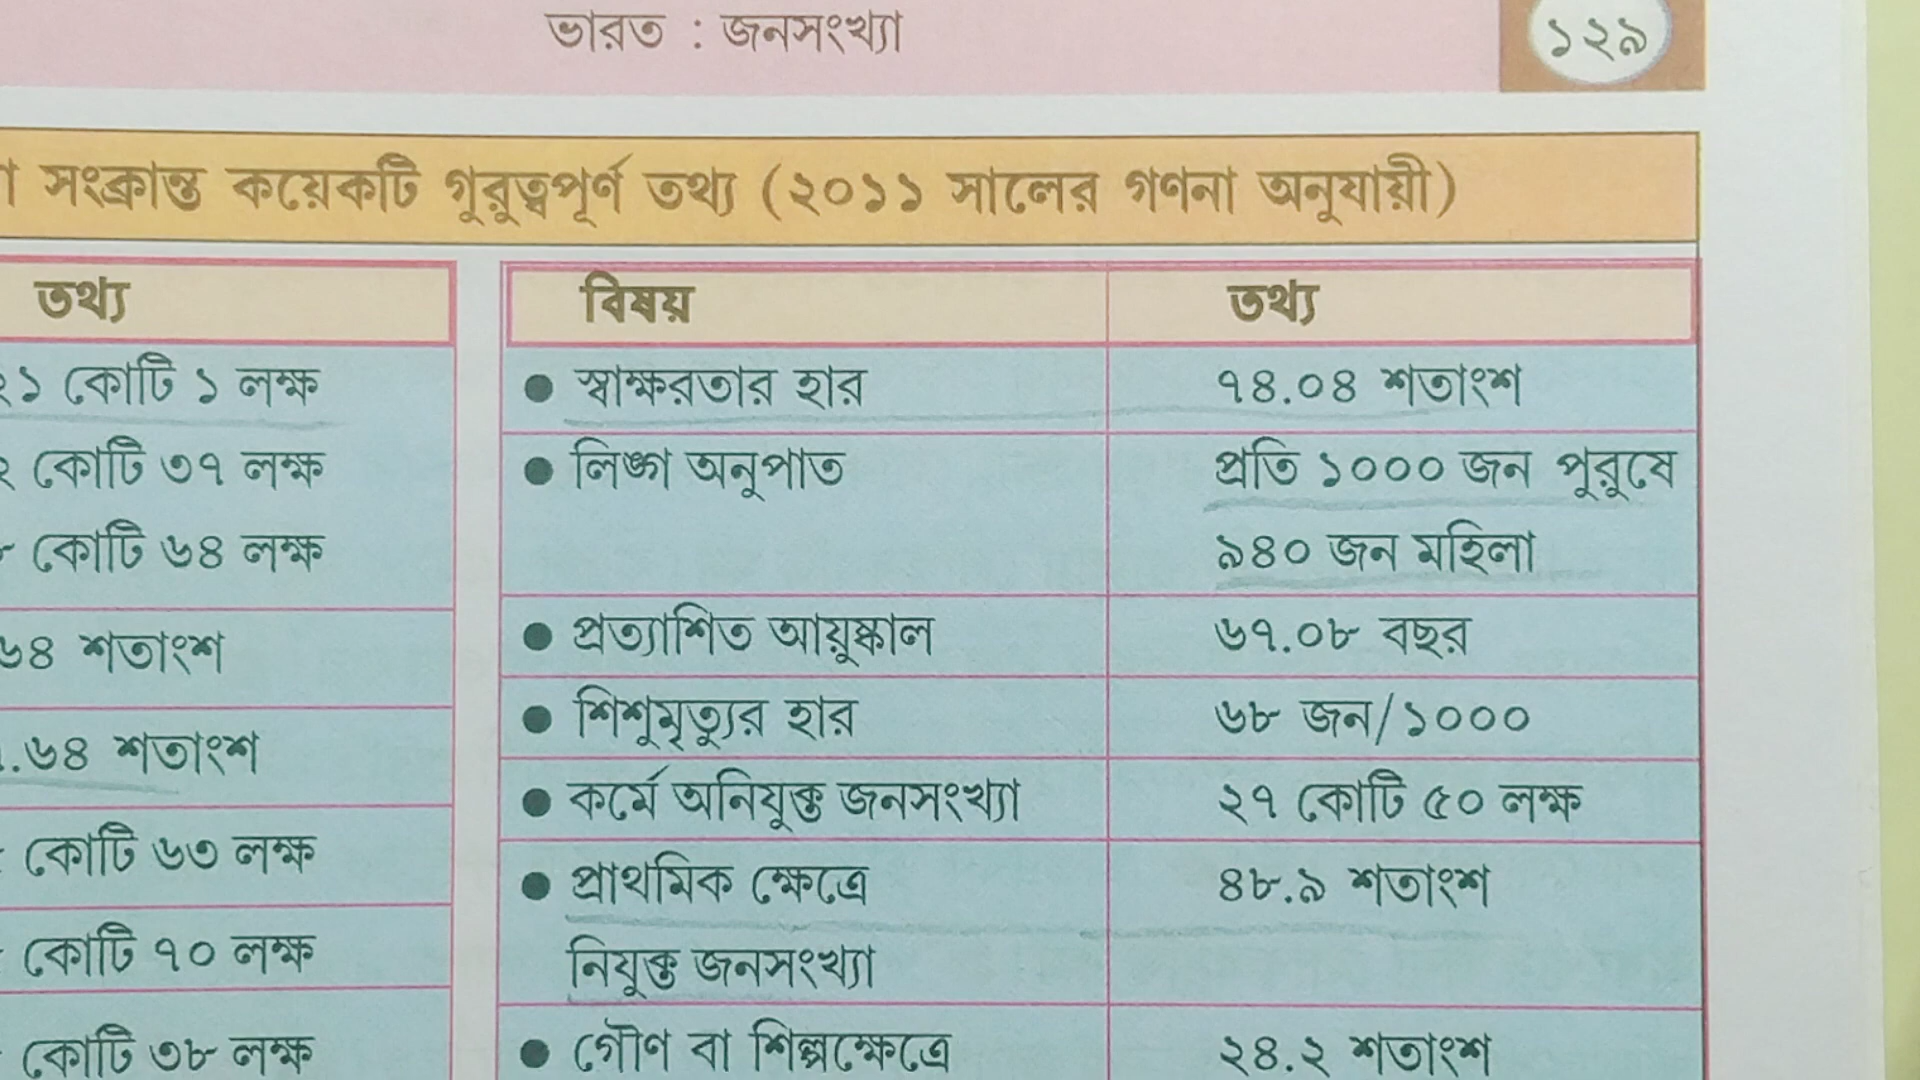 ভারত : জনসংখ্যা
১২৯
সংক্রান্ত কয়েকটি গুরুত্বপূর্ণ তথ্য (২০১১ সালের গণনা অনুযায়ী)
তথ্য
১ কোটি ১ লক্ষ
কোটি ৩৭ লক্ষ
কোটি ৬৪ লক্ষ
৬৪ শতাংশ
.৬৪ শতাংশ
কোটি ৬৩ লক্ষ
কোটি ৭০ লক্ষ
কোটি ৩৮ লক্ষ
বিষয় তথ্য
● স্বাক্ষরতার হার ৭৪.০৪ শতাংশ
● লিঙ্গ অনুপাত প্রতি ১০০০ জন পুরুষে
৯৪০ জন মহিলা
● প্রত্যাশিত আয়ুষ্কাল ৬৭.০৮ বছর
● শিশুমৃত্যুর হার ৬৮ জন/১০০০
● কর্মে অনিযুক্ত জনসংখ্যা ২৭ কোটি ৫০ লক্ষ
● প্রাথমিক ক্ষেত্রে ৪৮.৯ শতাংশ
নিযুক্ত জনসংখ্যা
● গৌণ বা শিল্পক্ষেত্রে ২৪.২ শতাংশ